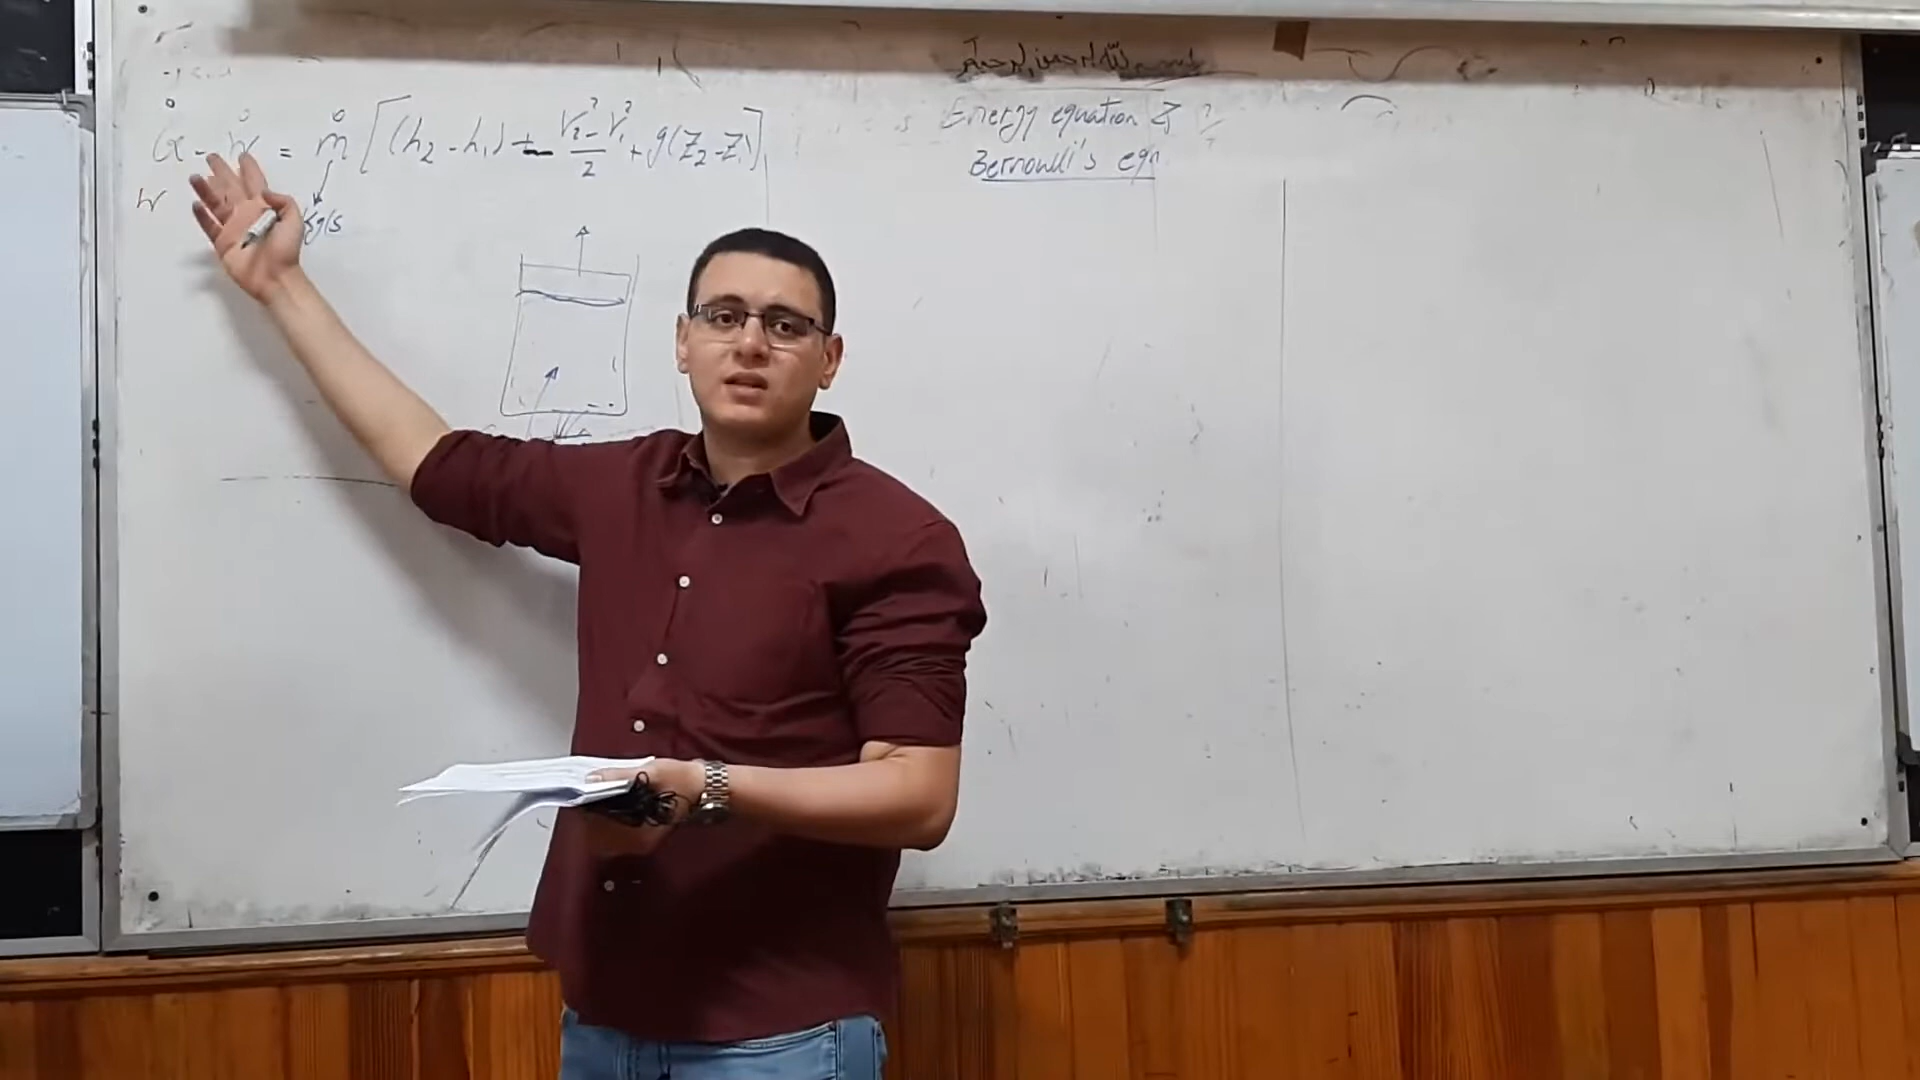 بسم الله الرحمن الرحيم
Energy equation &
Bernoulli's eqn
Q̇ - Ẇ = ṁ [(h₂ - h₁) + (V₂² - V₁²)/2 + g(Z₂ - Z₁)]
W
kg/s